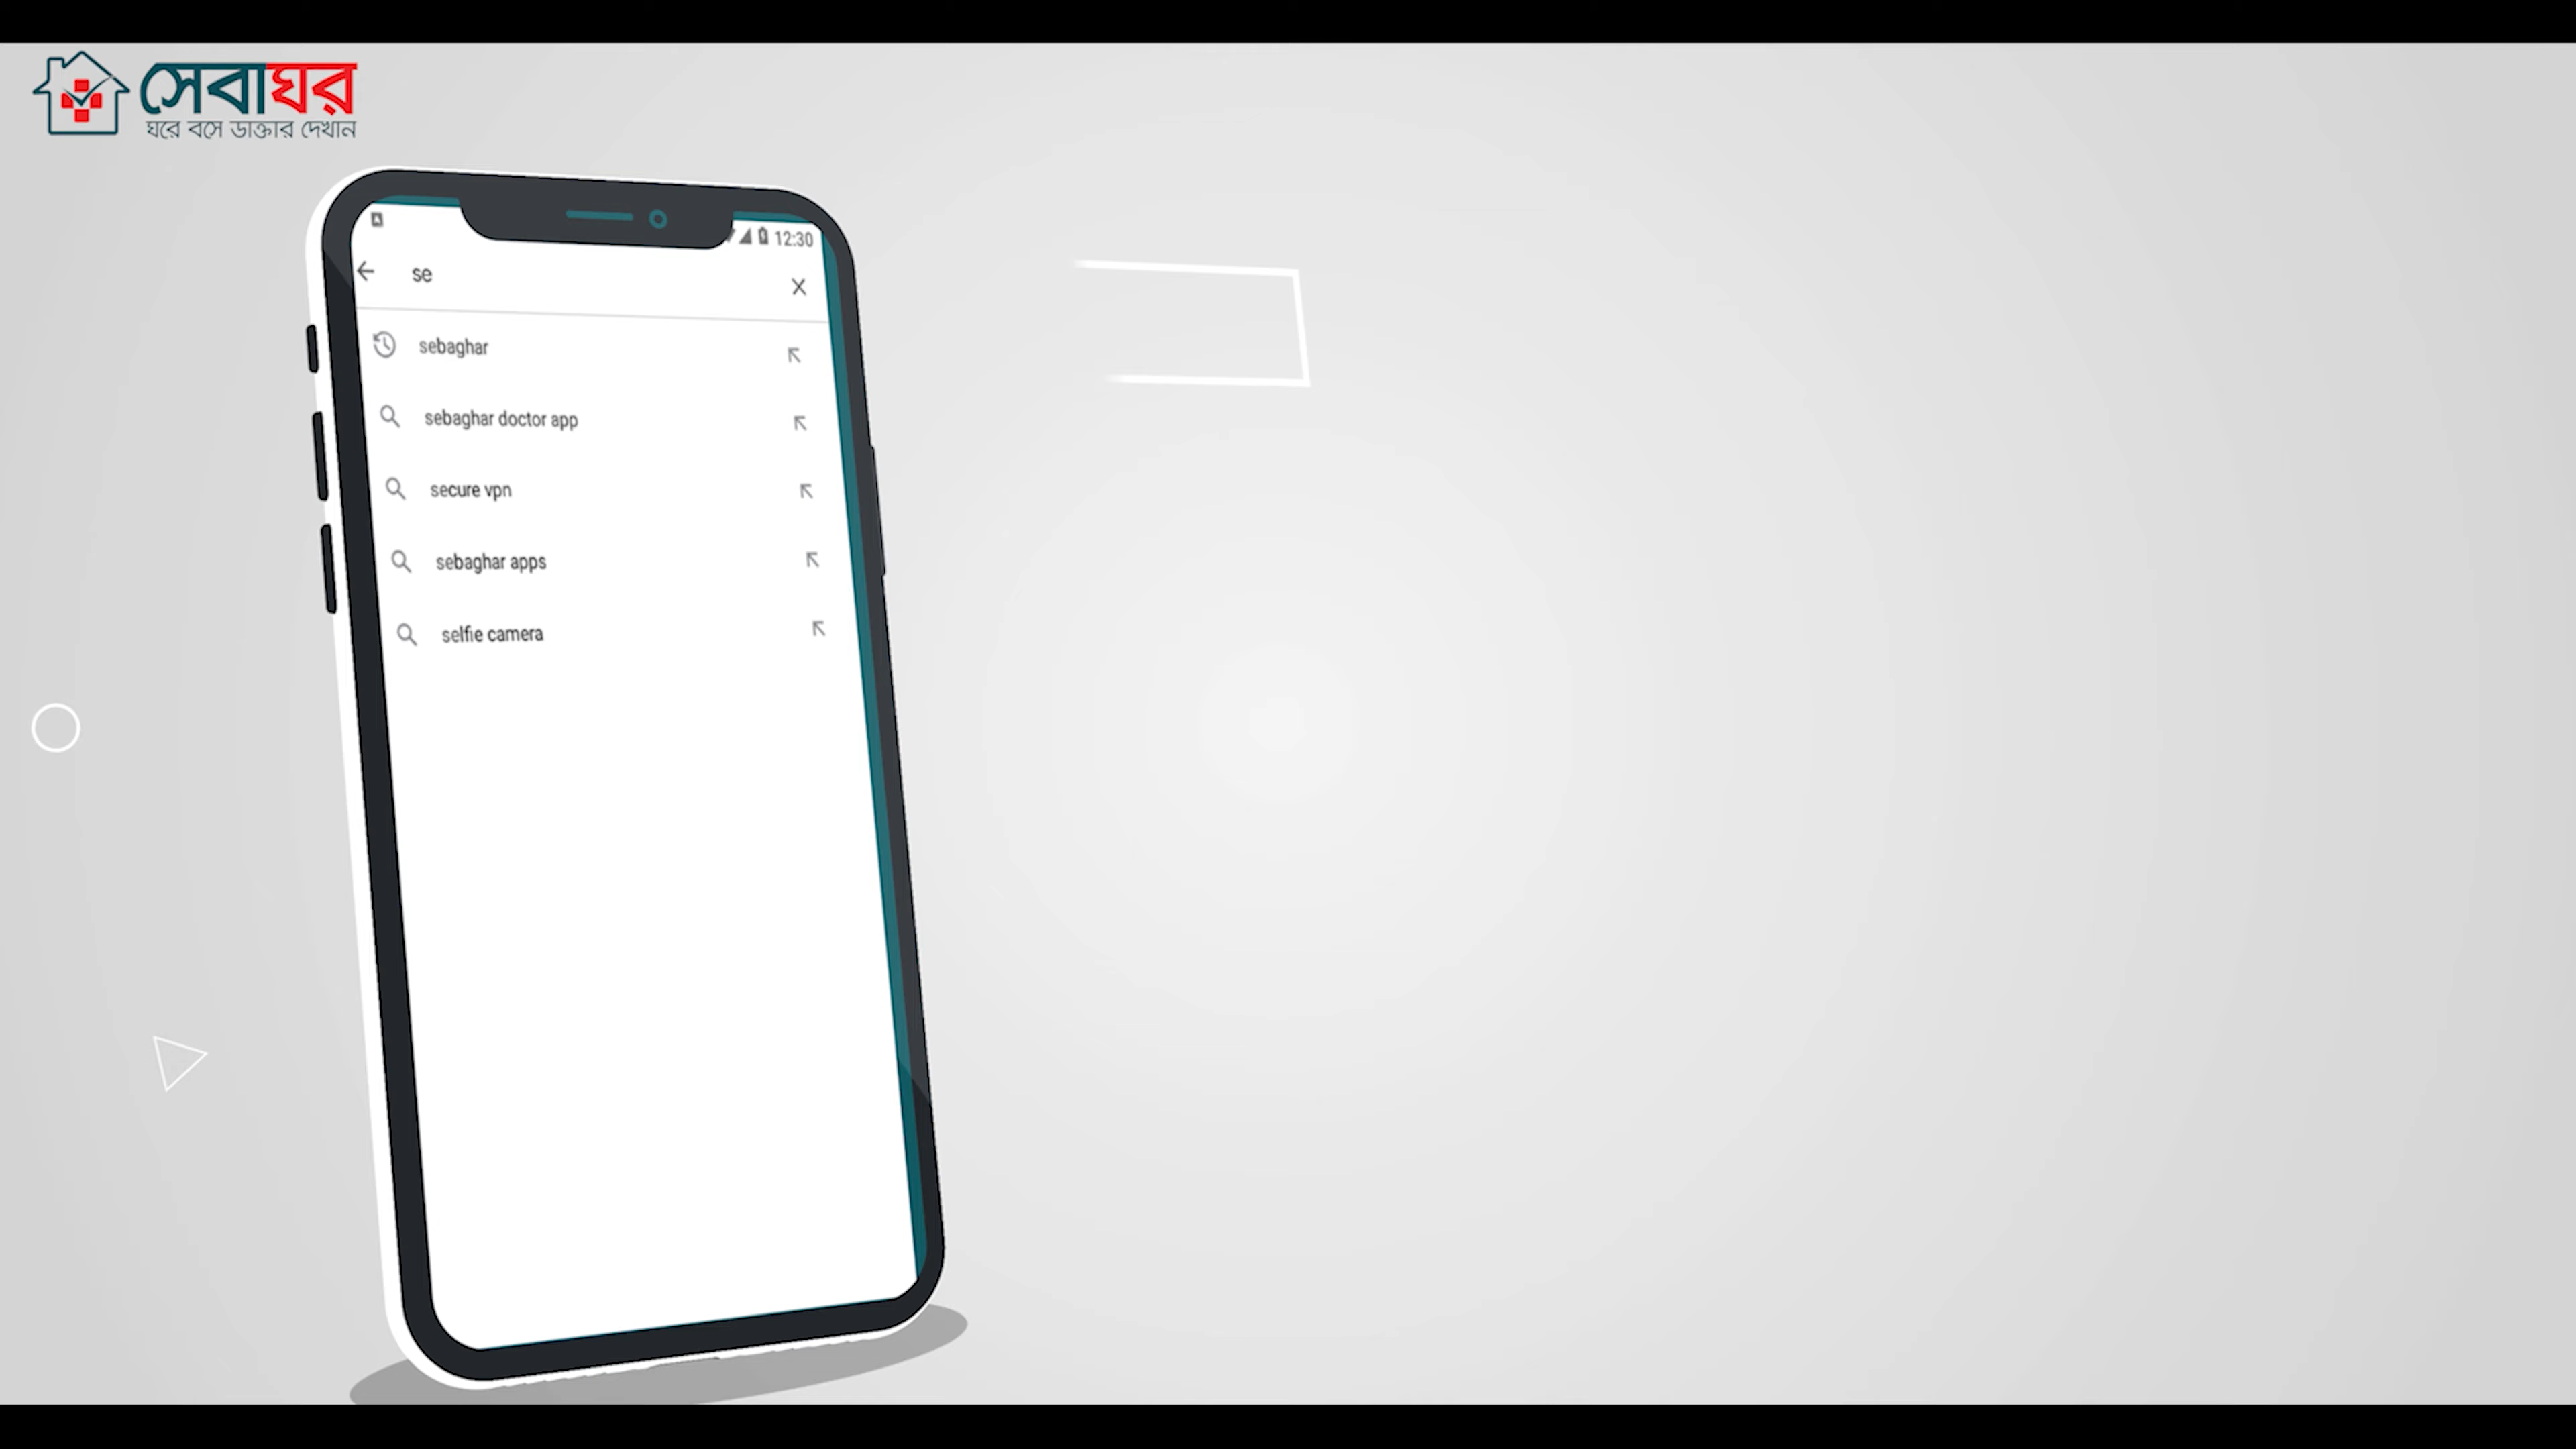 সেবাঘর
ঘরে বসে ডাক্তার দেখান
12:30
se
sebaghar
sebaghar doctor app
secure vpn
sebaghar apps
selfie camera